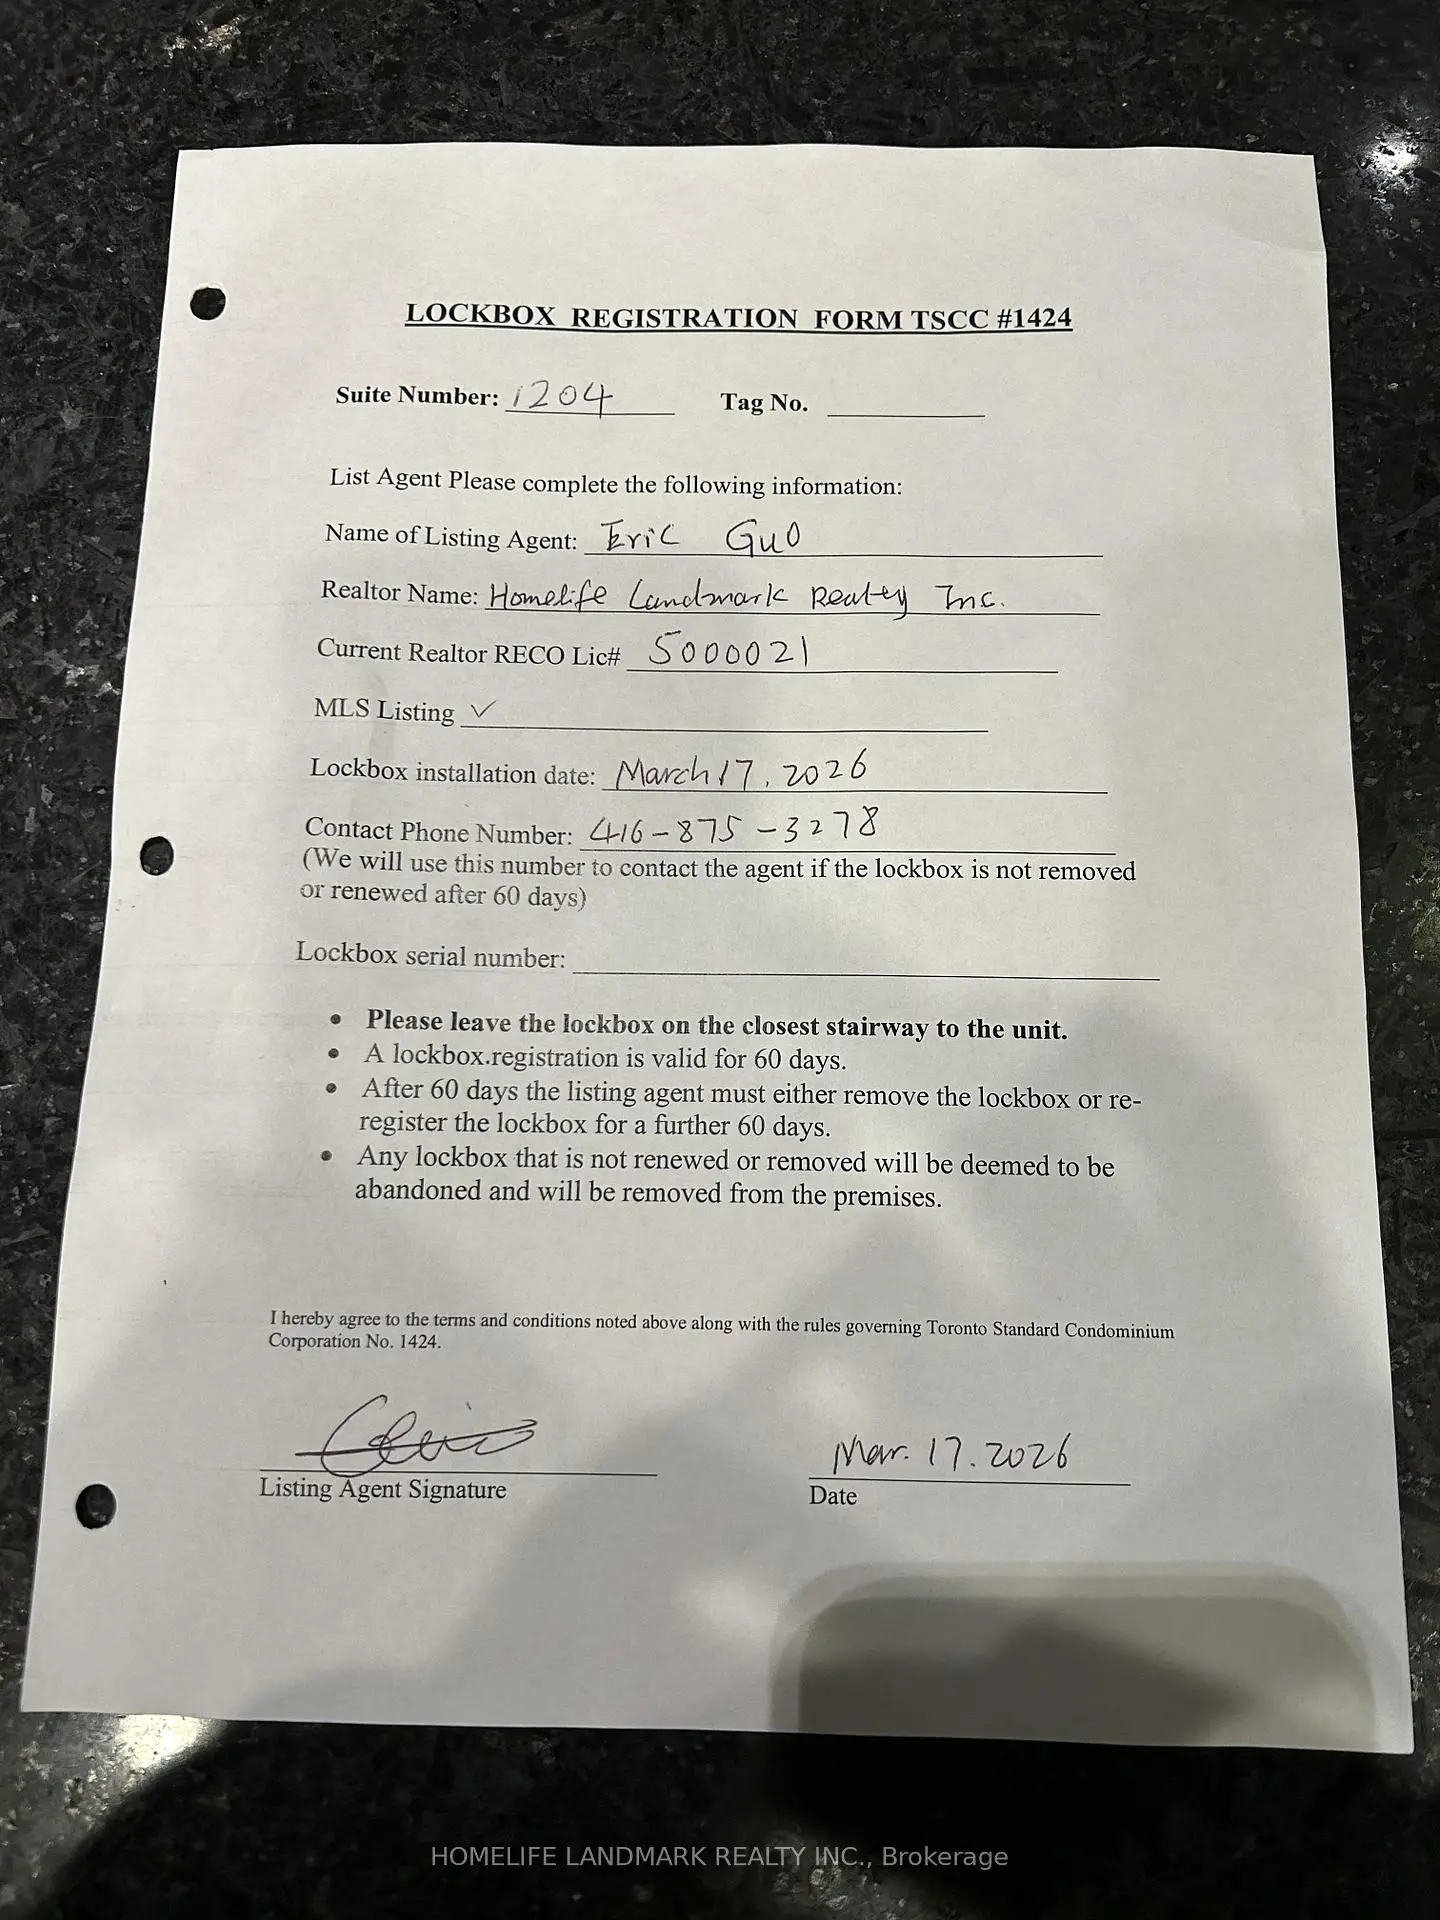 LOCKBOX REGISTRATION FORM TSCC #1424
Suite Number: 1204 Tag No.
List Agent Please complete the following information:
Name of Listing Agent: Eric Guo
Realtor Name: Homelife Landmark Realty Inc.
Current Realtor RECO Lic# 5000021
MLS Listing ✓
Lockbox installation date: March 17, 2026
Contact Phone Number: 416-875-3278
(We will use this number to contact the agent if the lockbox is not removed
or renewed after 60 days)
Lockbox serial number:
• Please leave the lockbox on the closest stairway to the unit.
• A lockbox.registration is valid for 60 days.
• After 60 days the listing agent must either remove the lockbox or re-
register the lockbox for a further 60 days.
• Any lockbox that is not renewed or removed will be deemed to be
abandoned and will be removed from the premises.
I hereby agree to the terms and conditions noted above along with the rules governing Toronto Standard Condominium
Corporation No. 1424.
Mar. 17. 2026
Listing Agent Signature Date
HOMELIFE LANDMARK REALTY INC., Brokerage